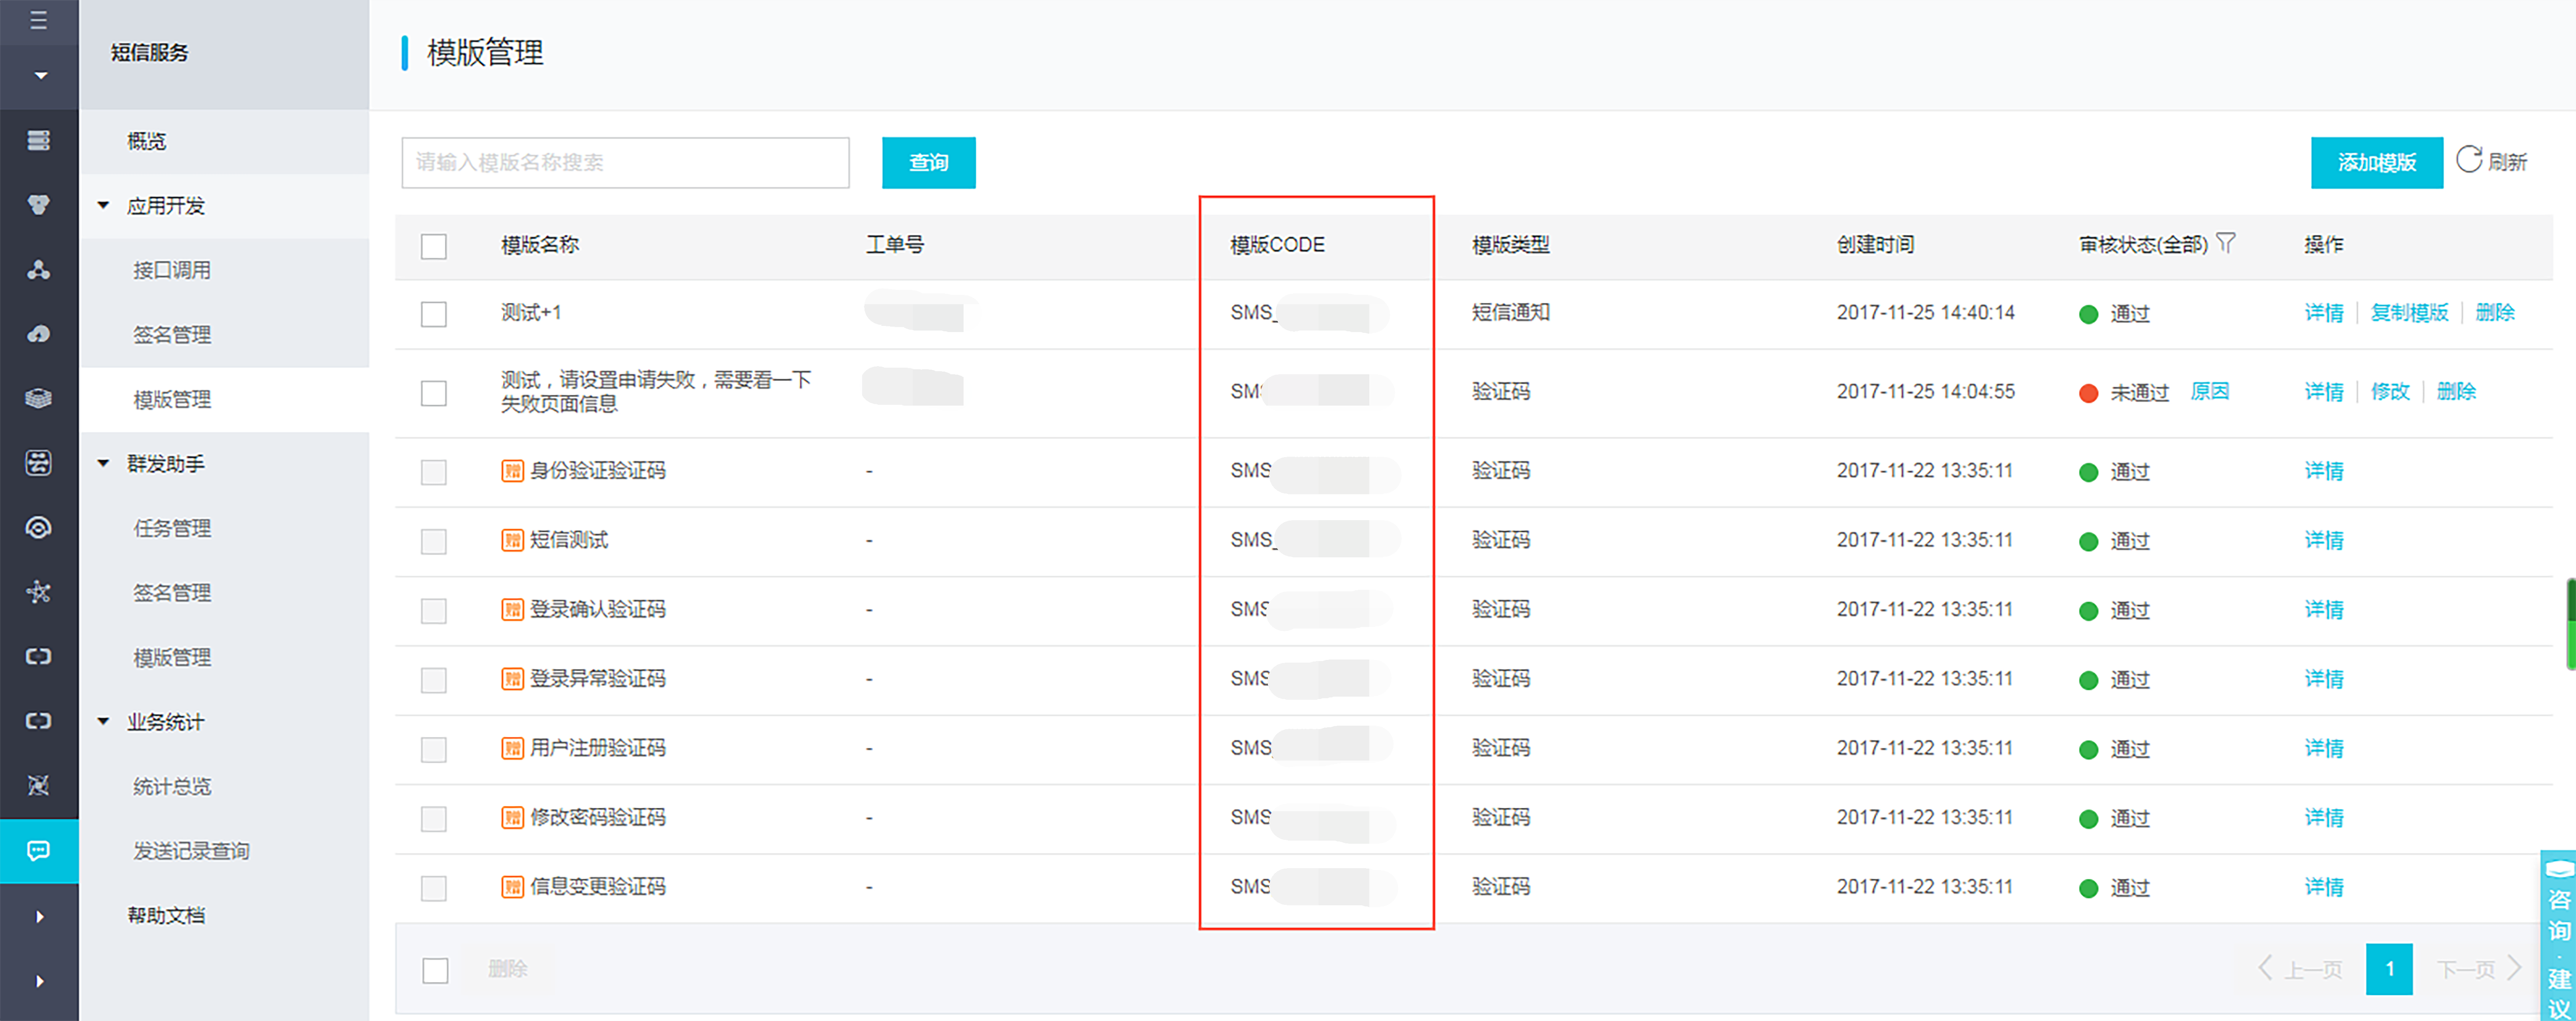 短信服务
概览
应用开发
接口调用
签名管理
模版管理
群发助手
任务管理
签名管理
模版管理
业务统计
统计总览
发送记录查询
帮助文档
模版管理
请输入模版名称搜索 查询 添加模版 刷新
模版名称 工单号 模版CODE 模版类型 创建时间 审核状态(全部) 操作
测试+1 SMS_ 短信通知 2017-11-25 14:40:14 通过 详情 复制模版 删除
测试，请设置申请失败，需要看一下
失败页面信息 验证码 2017-11-25 14:04:55 未通过 原因 详情 修改 删除
赠 身份验证验证码 - SMS 验证码 2017-11-22 13:35:11 通过 详情
赠 短信测试 - SMS_ 验证码 2017-11-22 13:35:11 通过 详情
赠 登录确认验证码 - SMS 验证码 2017-11-22 13:35:11 通过 详情
赠 登录异常验证码 - SMS 验证码 2017-11-22 13:35:11 通过 详情
赠 用户注册验证码 - SMS 验证码 2017-11-22 13:35:11 通过 详情
赠 修改密码验证码 - SMS 验证码 2017-11-22 13:35:11 通过 详情
赠 信息变更验证码 - SMS 验证码 2017-11-22 13:35:11 通过 详情
删除 上一页 1 下一页
咨询·建议